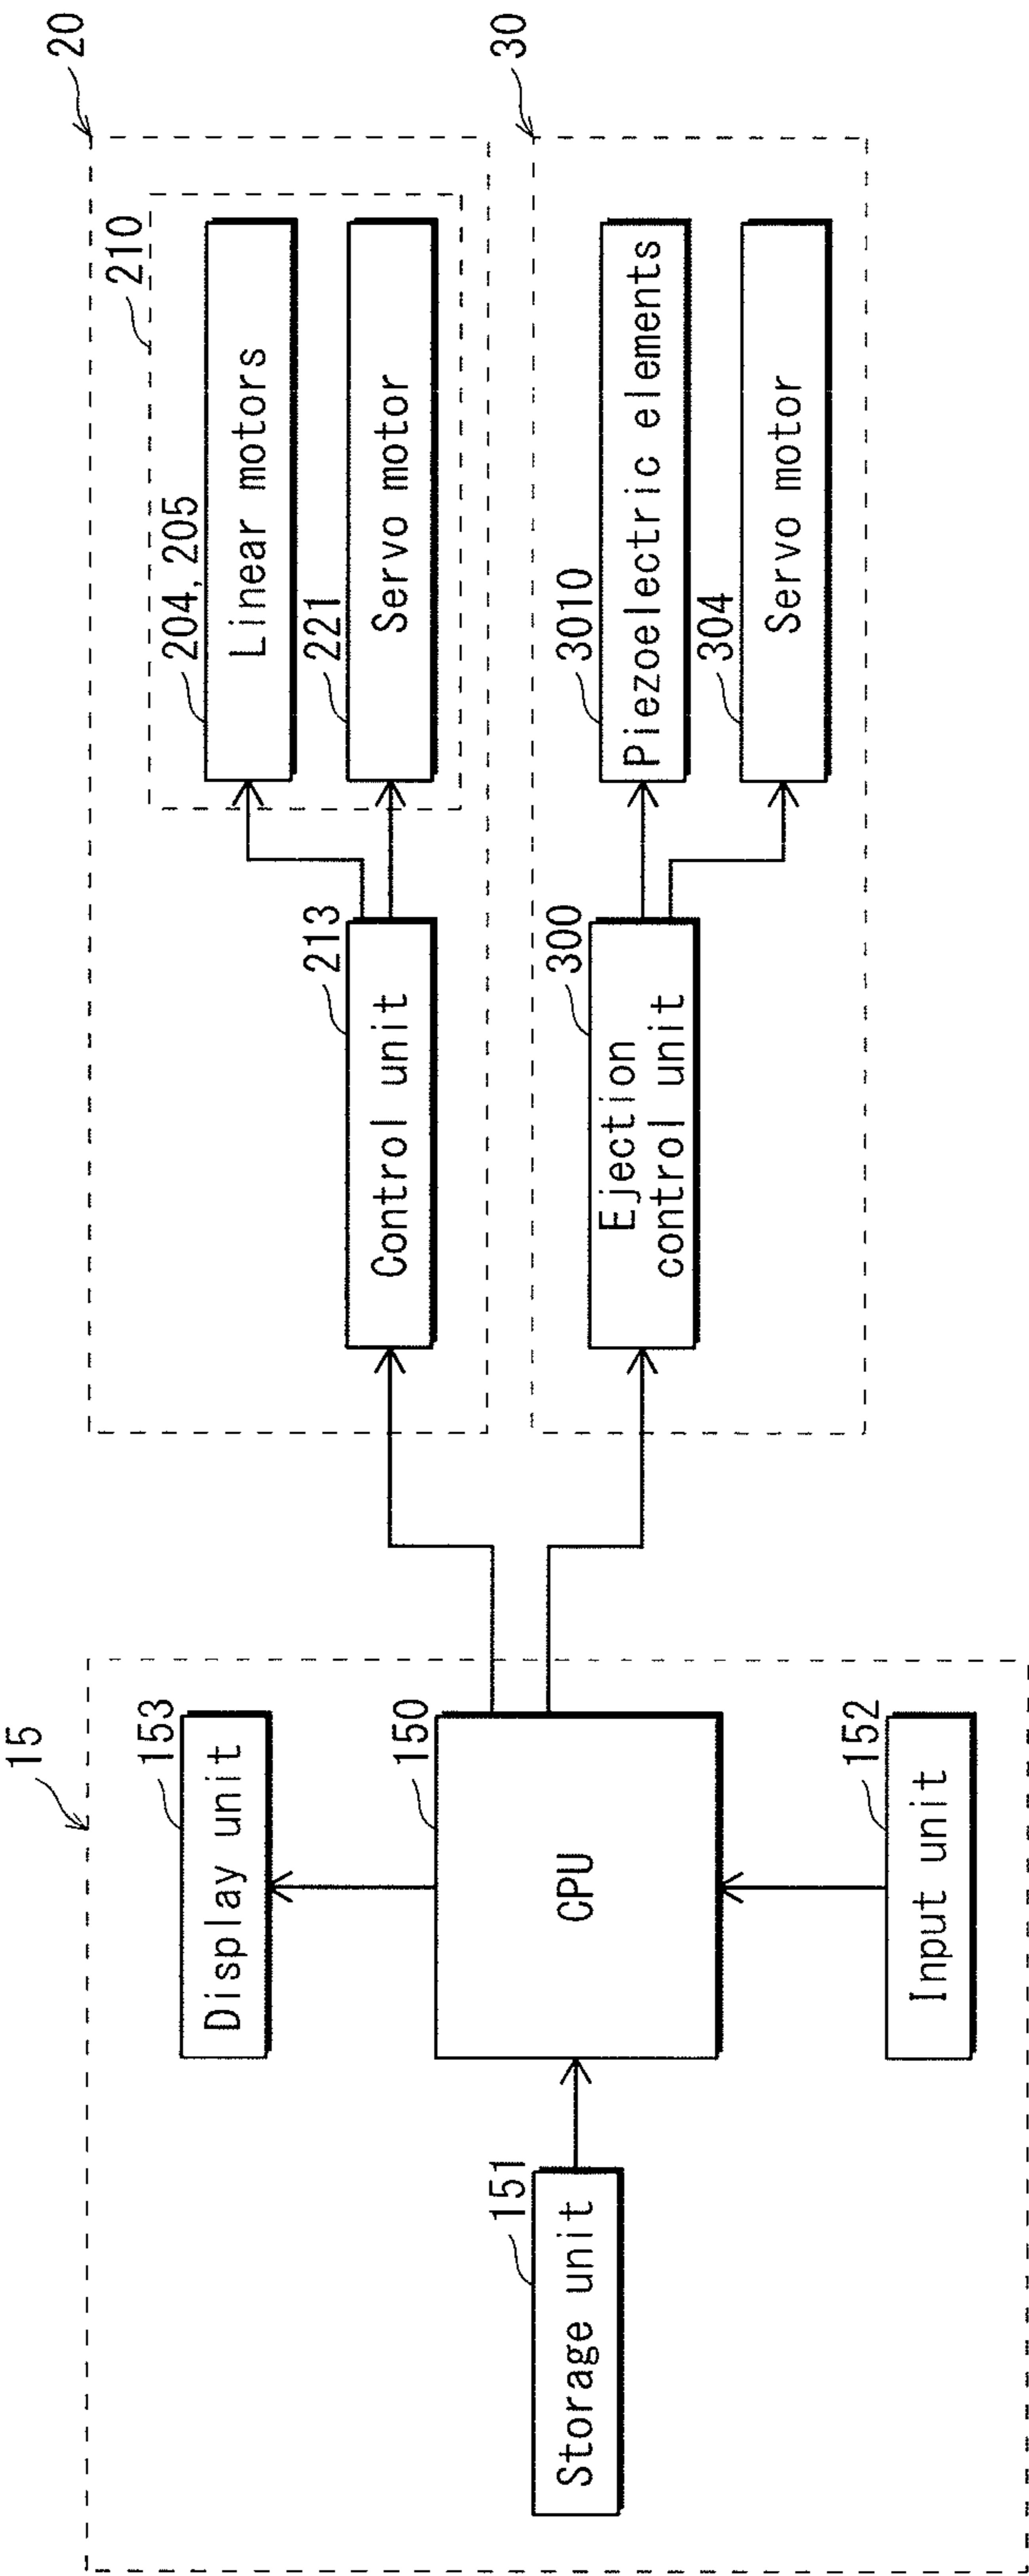 15
153
Display unit
150
CPU
151
Storage unit
152
Input unit
20
210
204, 205
Linear motors
221
Servo motor
213
Control unit
30
3010
Piezoelectric elements
304
Servo motor
300
Ejection
control unit